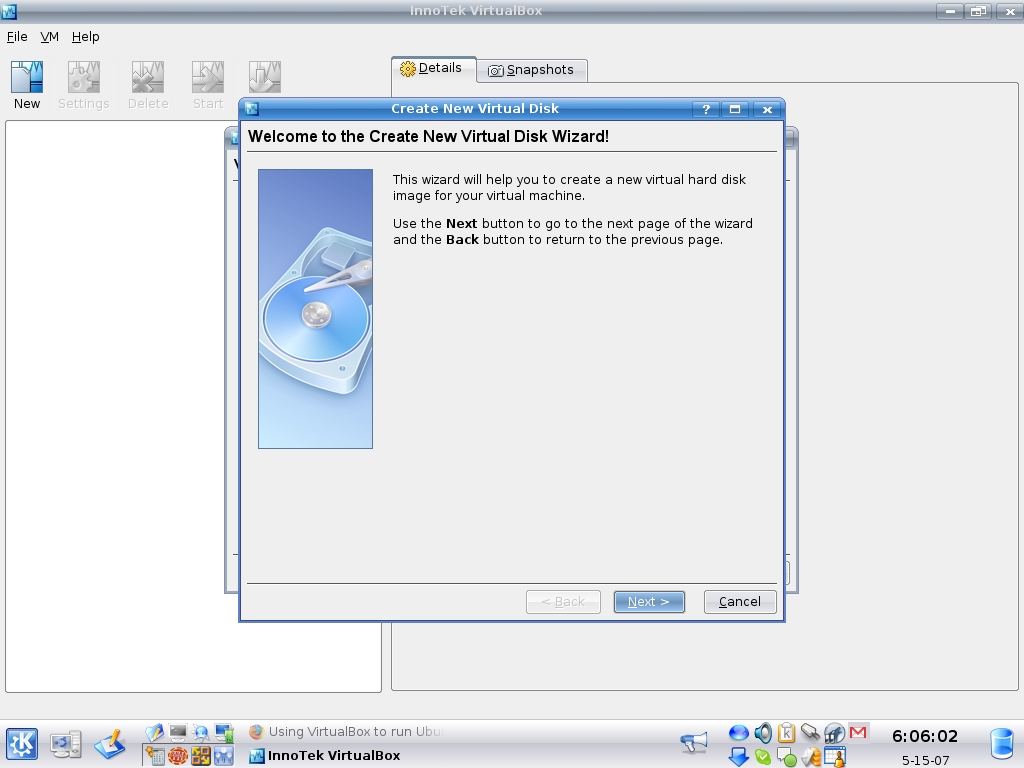 InnoTek VirtualBox
File VM Help
New Settings Delete Start
Details Snapshots
Create New Virtual Disk
Welcome to the Create New Virtual Disk Wizard!
This wizard will help you to create a new virtual hard disk
image for your virtual machine.
Use the Next button to go to the next page of the wizard
and the Back button to return to the previous page.
< Back Next > Cancel
Using VirtualBox to run Ubu
InnoTek VirtualBox
6:06:02
5-15-07